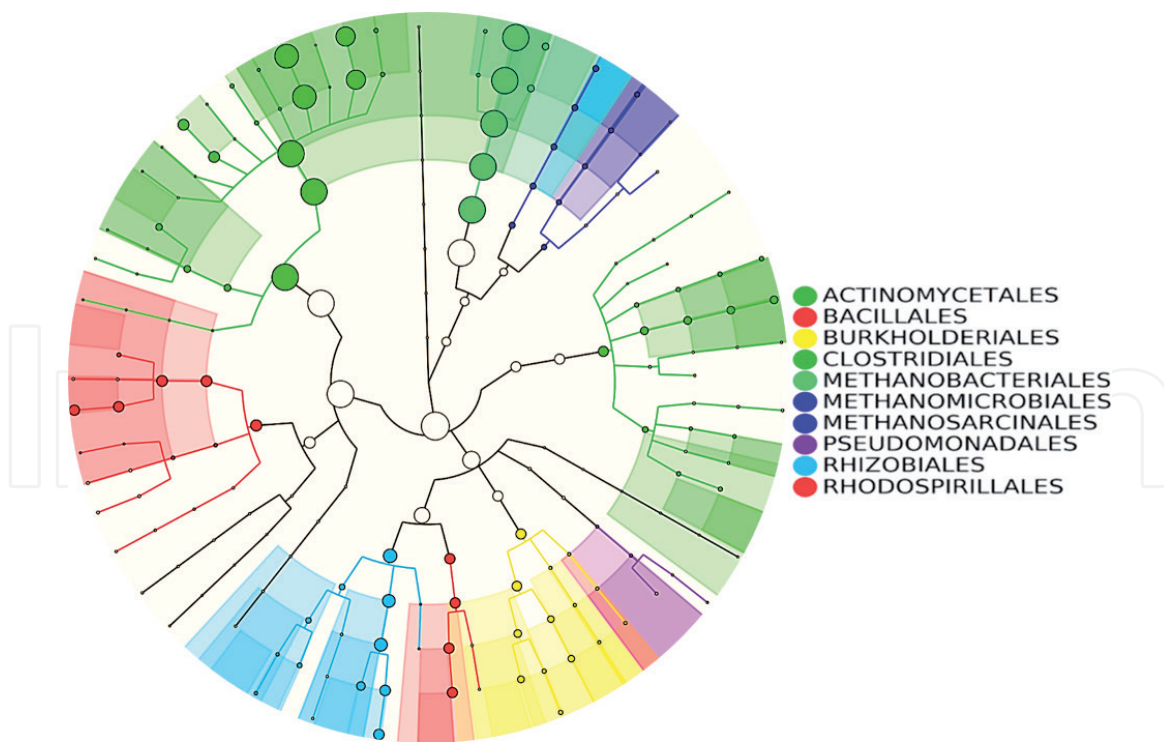 ACTINOMYCETALES
BACILLALES
BURKHOLDERIALES
CLOSTRIDIALES
METHANOBACTERIALES
METHANOMICROBIALES
METHANOSARCINALES
PSEUDOMONADALES
RHIZOBIALES
RHODOSPIRILLALES